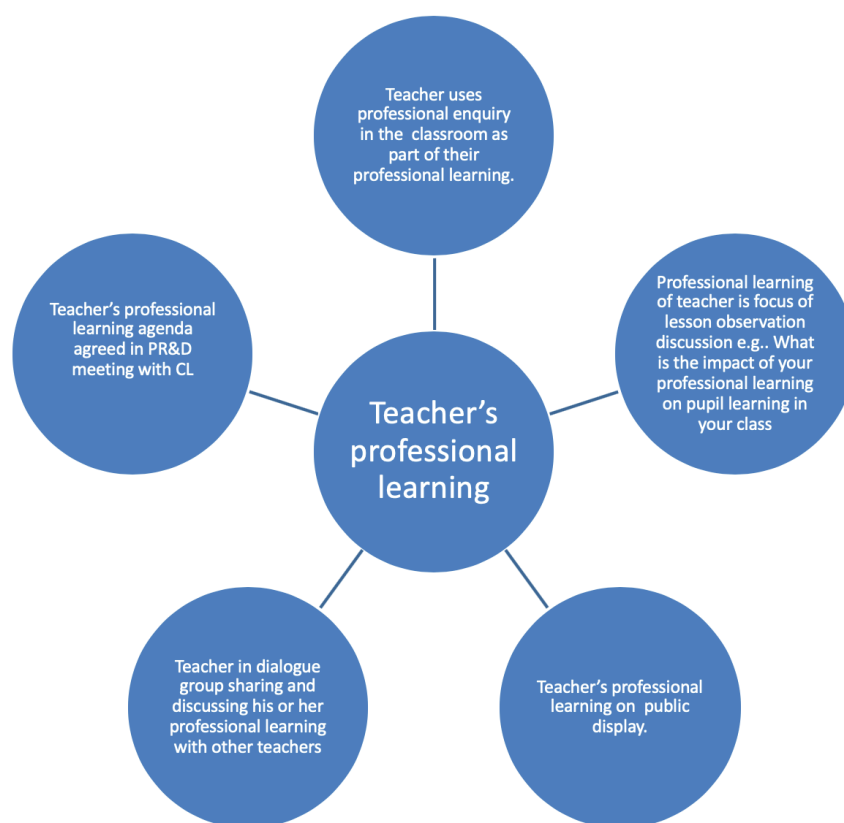 Teacher uses
professional enquiry
in the  classroom as
part of their
professional learning.
Professional learning
of teacher is focus of
lesson observation
discussion e.g.. What
is the impact of your
professional learning
on pupil learning in
your class
Teacher’s professional
learning agenda
agreed in PR&D
meeting with CL
Teacher’s
professional
learning
Teacher in dialogue
group sharing and
discussing his or her
professional learning
with other teachers
Teacher’s professional
learning on  public
display.